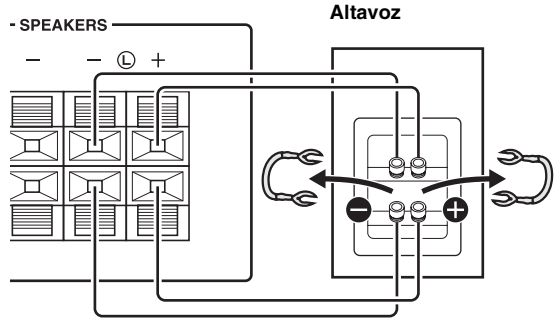 Altavoz
SPEAKERS
– – Ⓛ +
– +